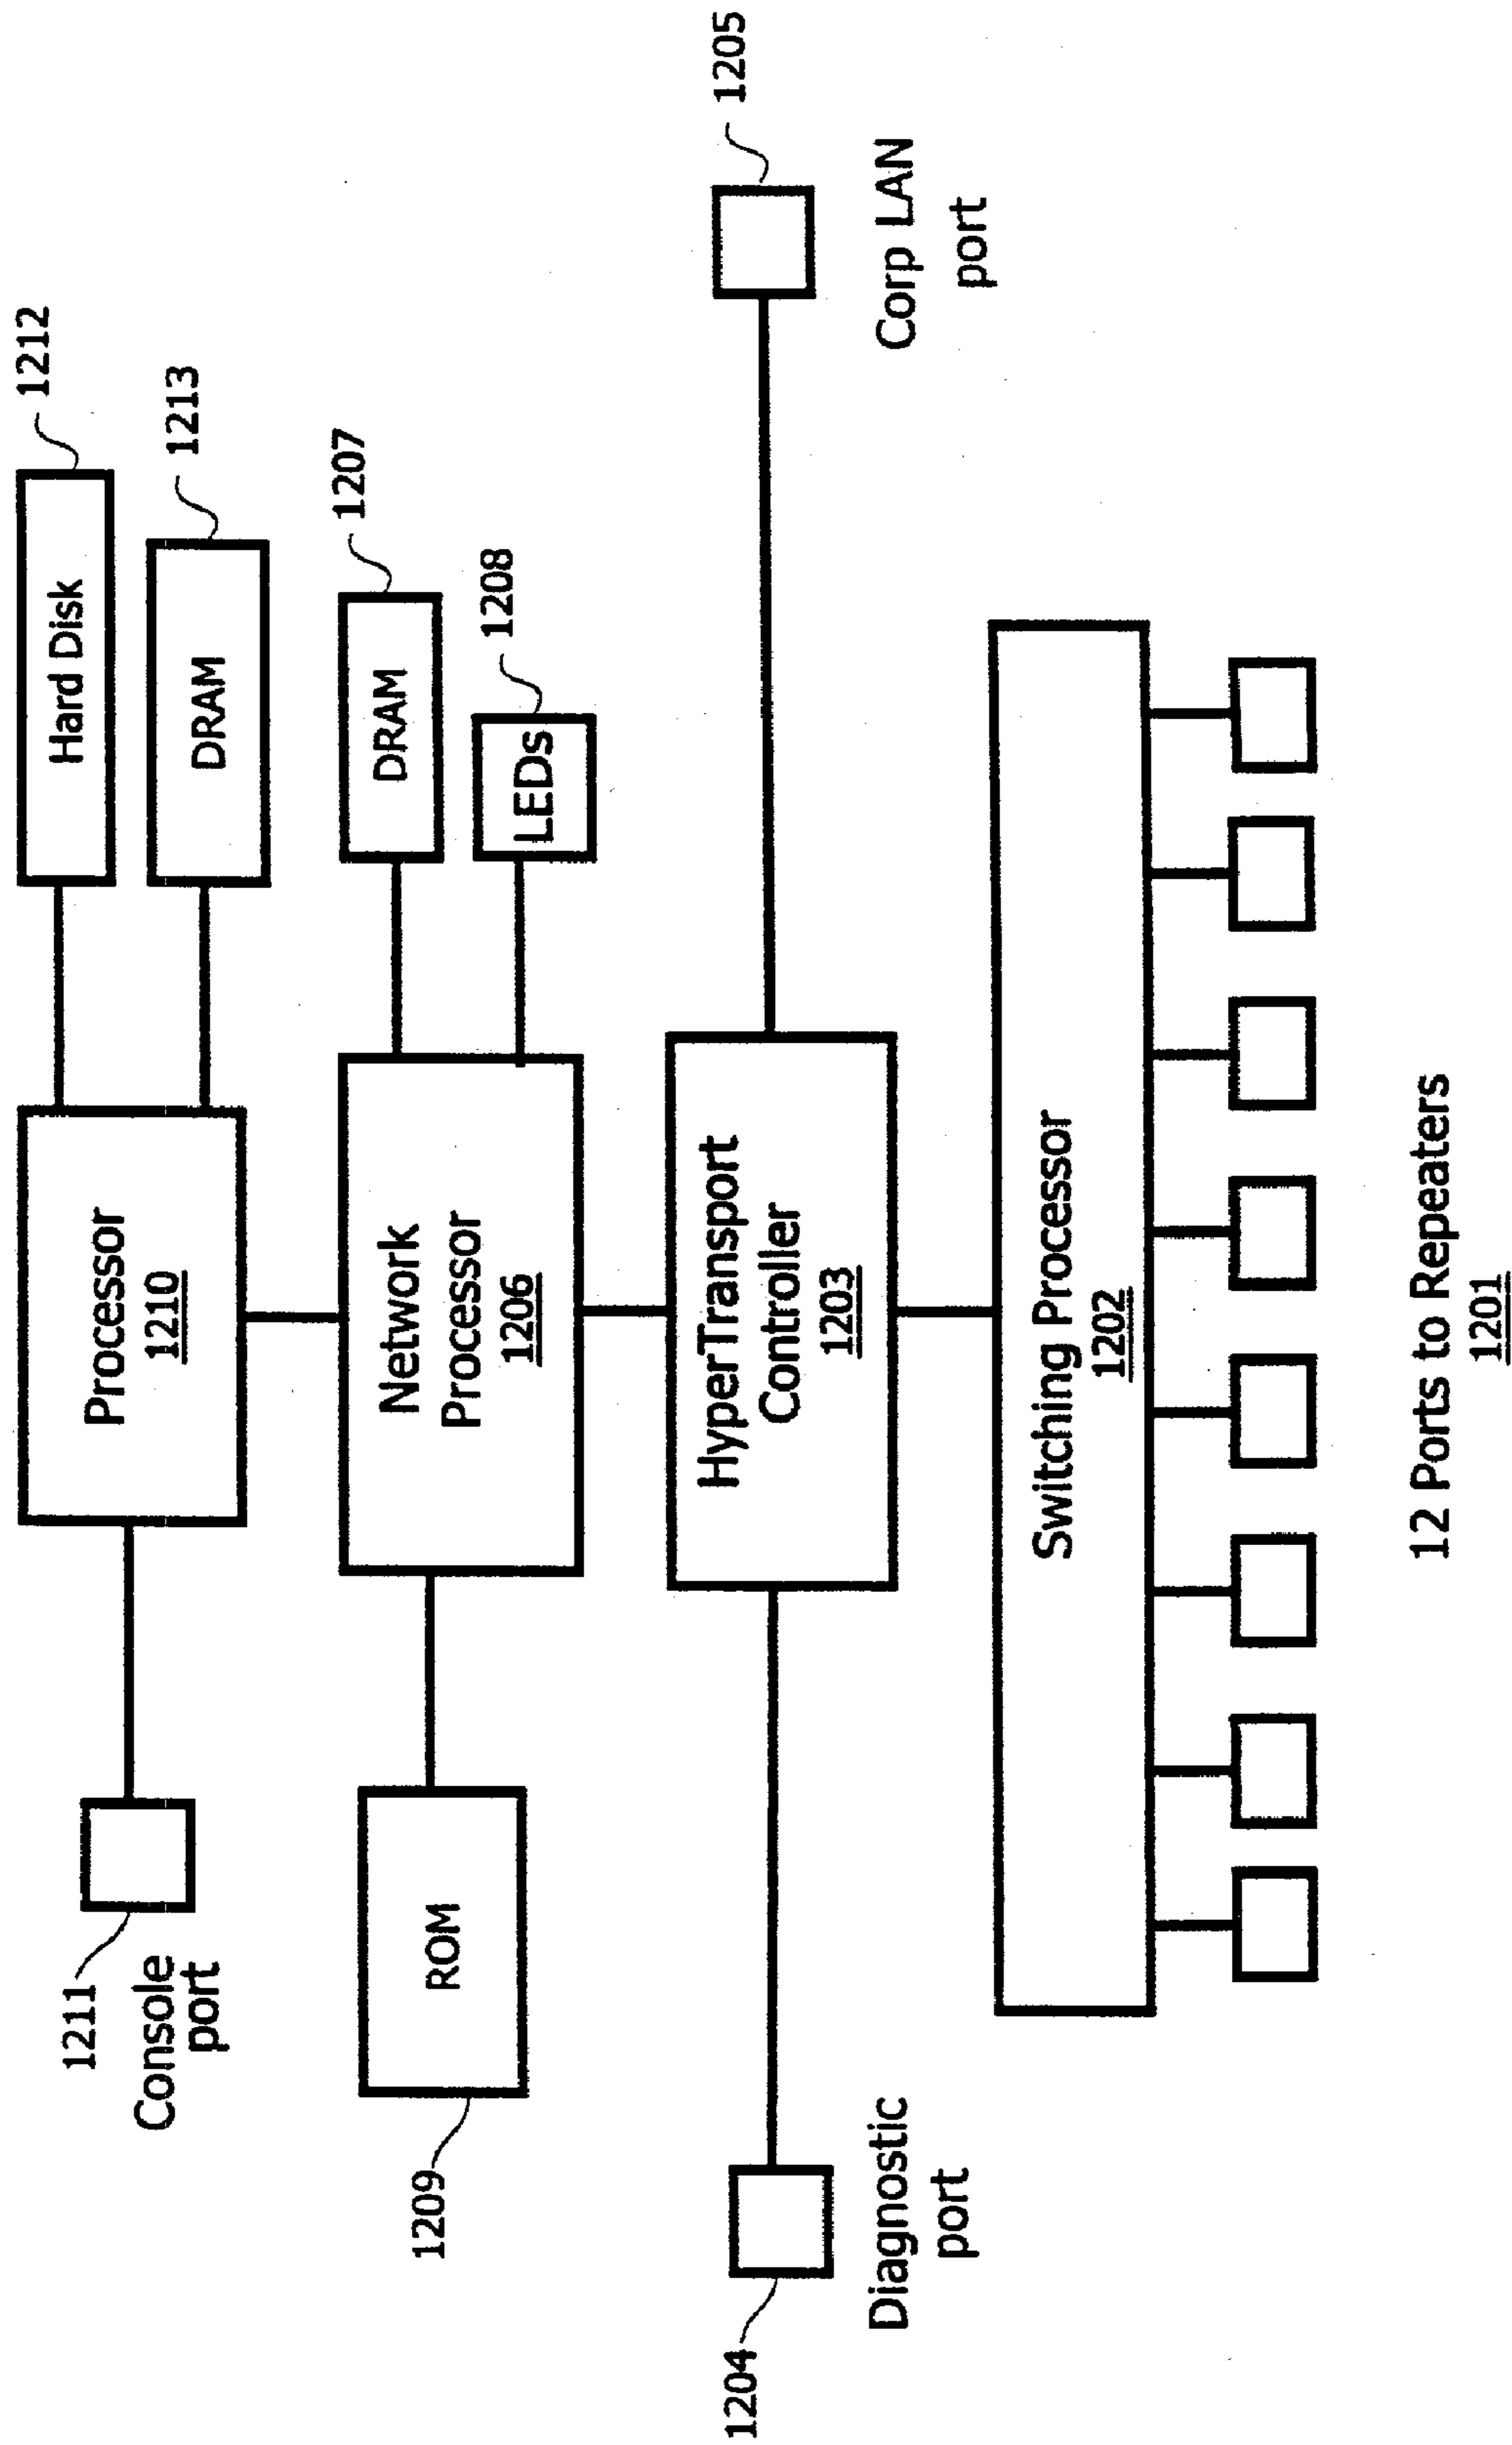 1212
Hard Disk
1213
DRAM
Processor
1210
1211
Console
port
1207
DRAM
1208
LEDs
Network
Processor
1206
ROM
1209
1205
Corp LAN
port
HyperTransport
Controller
1203
1204
Diagnostic
port
Switching Processor
1202
12 Ports to Repeaters
1201